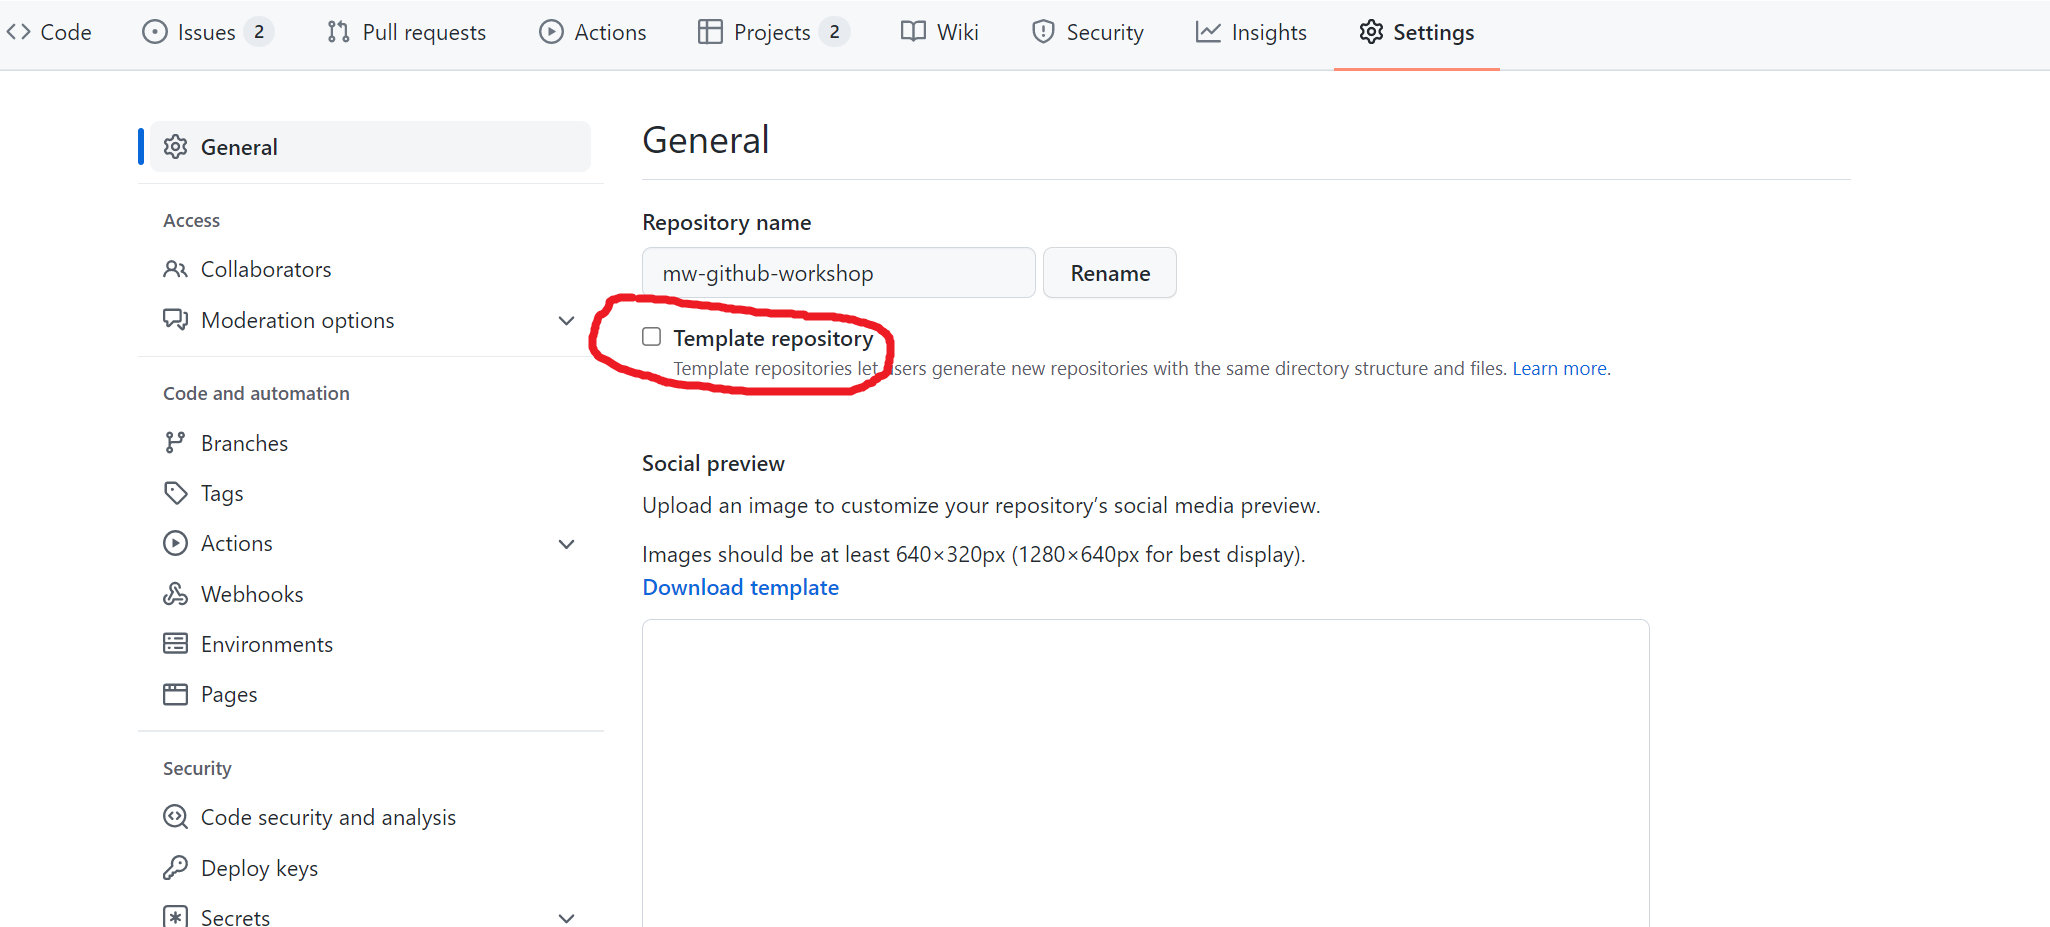 Code Issues 2 Pull requests Actions Projects 2 Wiki Security Insights Settings
General
Access
Collaborators
Moderation options
Code and automation
Branches
Tags
Actions
Webhooks
Environments
Pages
Security
Code security and analysis
Deploy keys
Secrets
General
Repository name
mw-github-workshop Rename
Template repository
Template repositories let users generate new repositories with the same directory structure and files. Learn more.
Social preview
Upload an image to customize your repository’s social media preview.
Images should be at least 640×320px (1280×640px for best display).
Download template